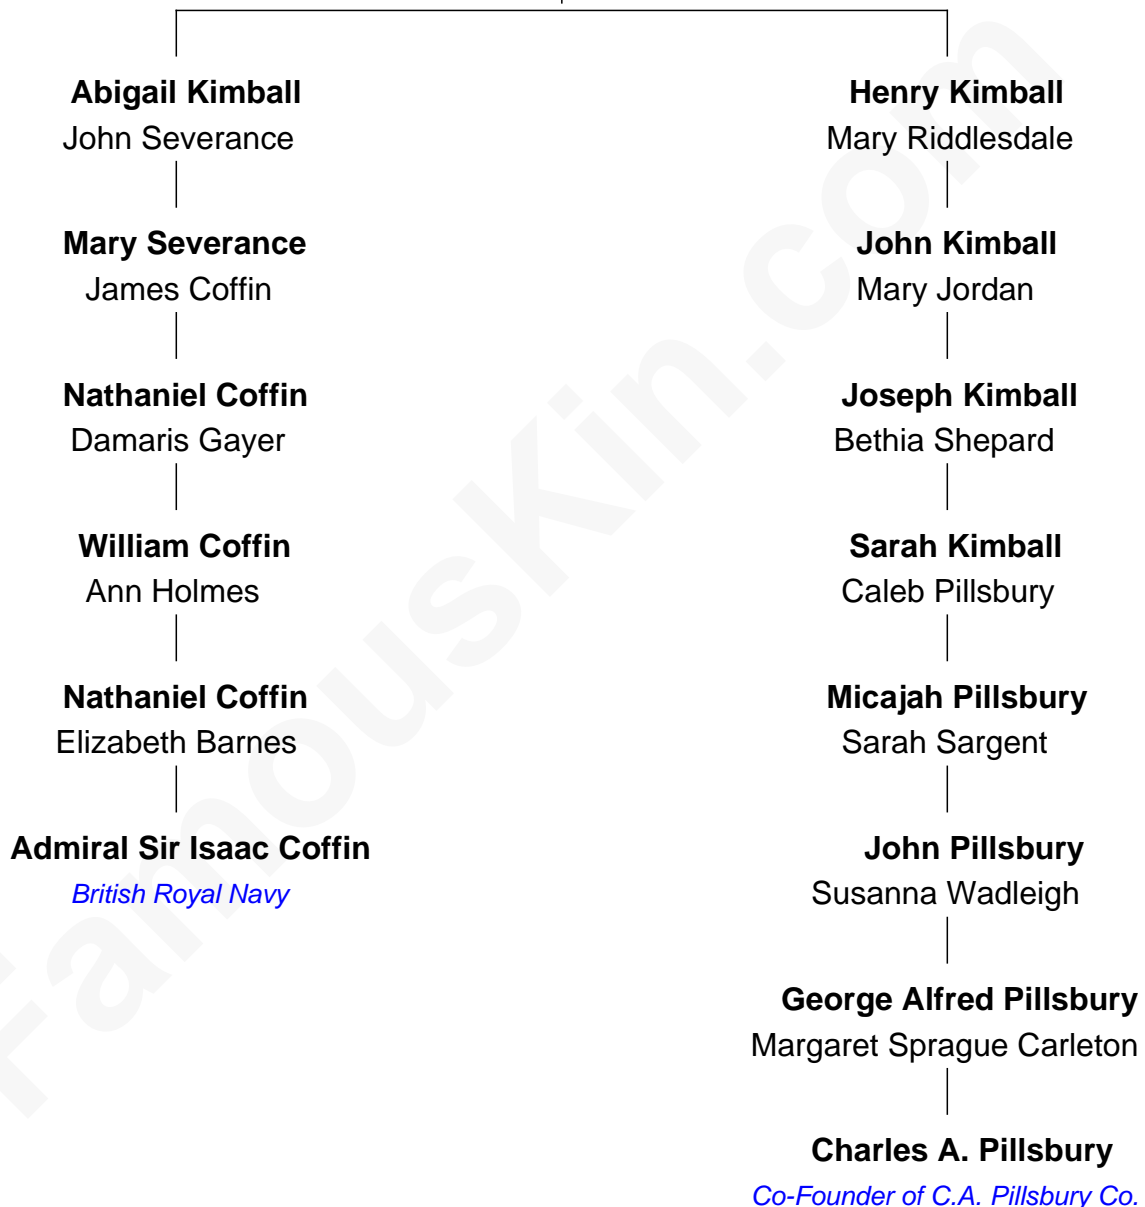 Abigail Kimball
John Severance
Henry Kimball
Mary Riddlesdale
Mary Severance
James Coffin
John Kimball
Mary Jordan
Nathaniel Coffin
Damaris Gayer
Joseph Kimball
Bethia Shepard
William Coffin
Ann Holmes
Sarah Kimball
Caleb Pillsbury
Nathaniel Coffin
Elizabeth Barnes
Micajah Pillsbury
Sarah Sargent
Admiral Sir Isaac Coffin
British Royal Navy
John Pillsbury
Susanna Wadleigh
George Alfred Pillsbury
Margaret Sprague Carleton
Charles A. Pillsbury
Co-Founder of C.A. Pillsbury Co.
FamousKin.com